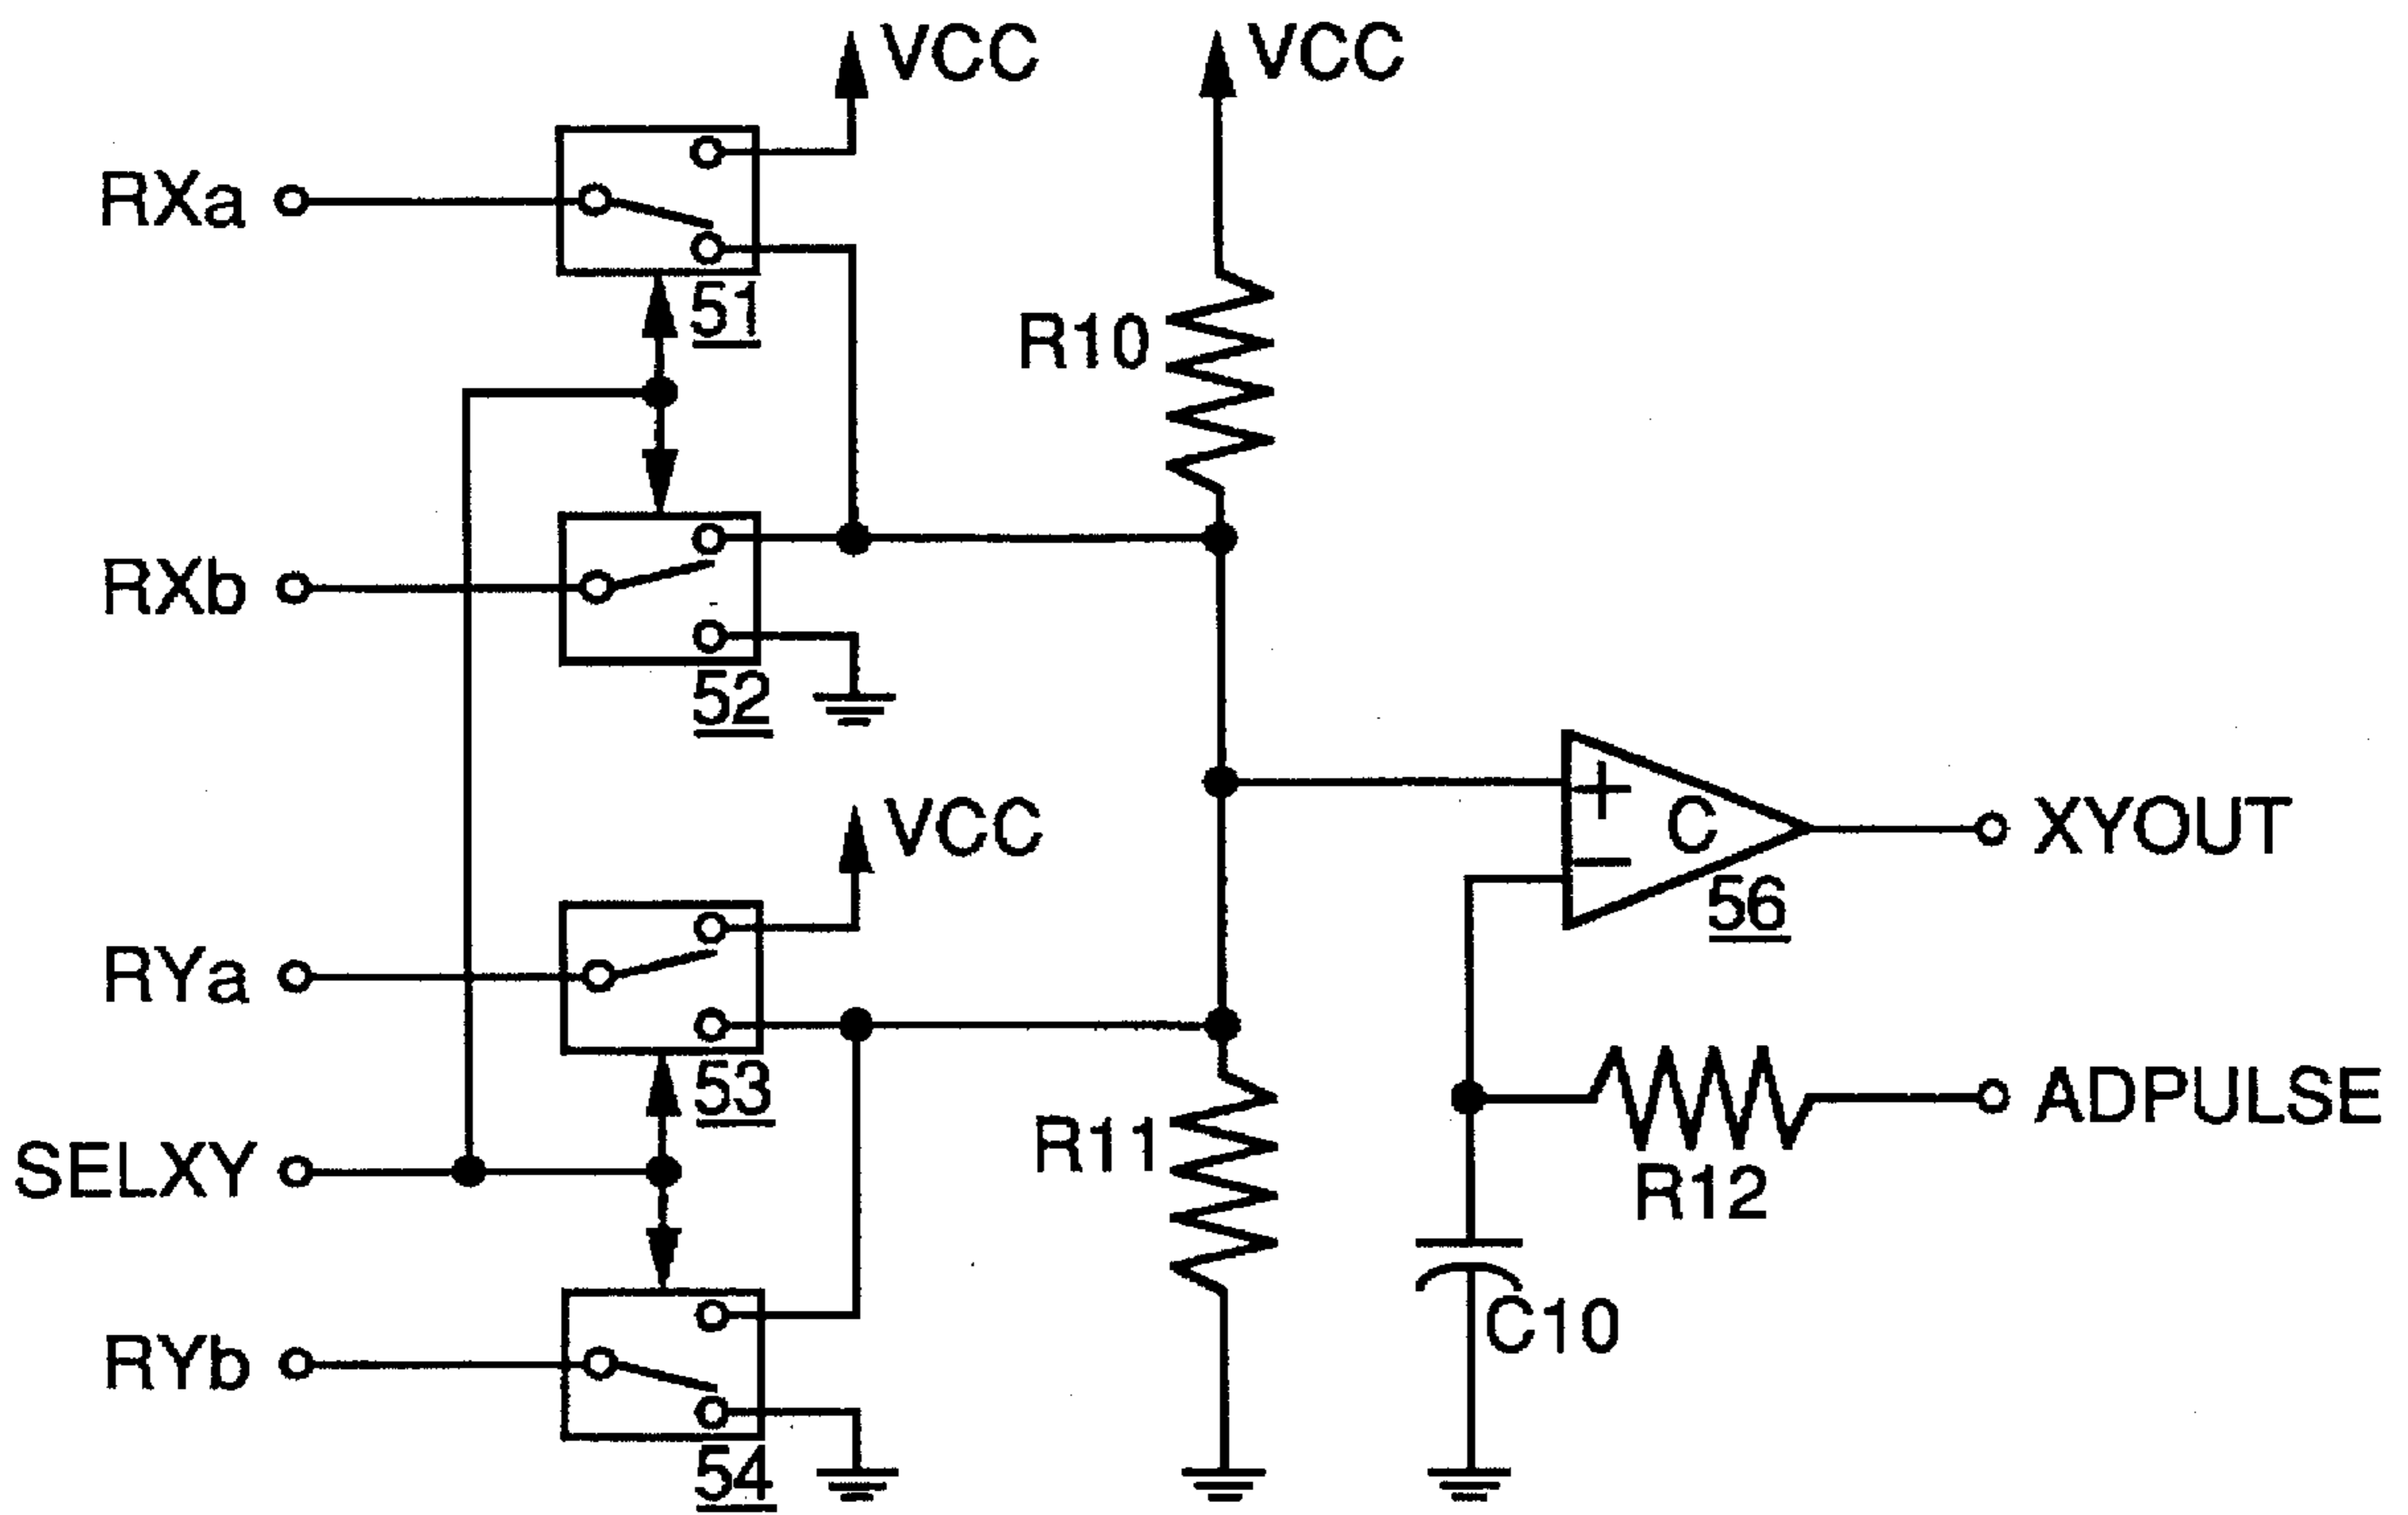 VCC
VCC
RXa
51
R10
RXb
52
VCC
+
C
−
XYOUT
56
RYa
53
R11
ADPULSE
SELXY
R12
C10
RYb
54